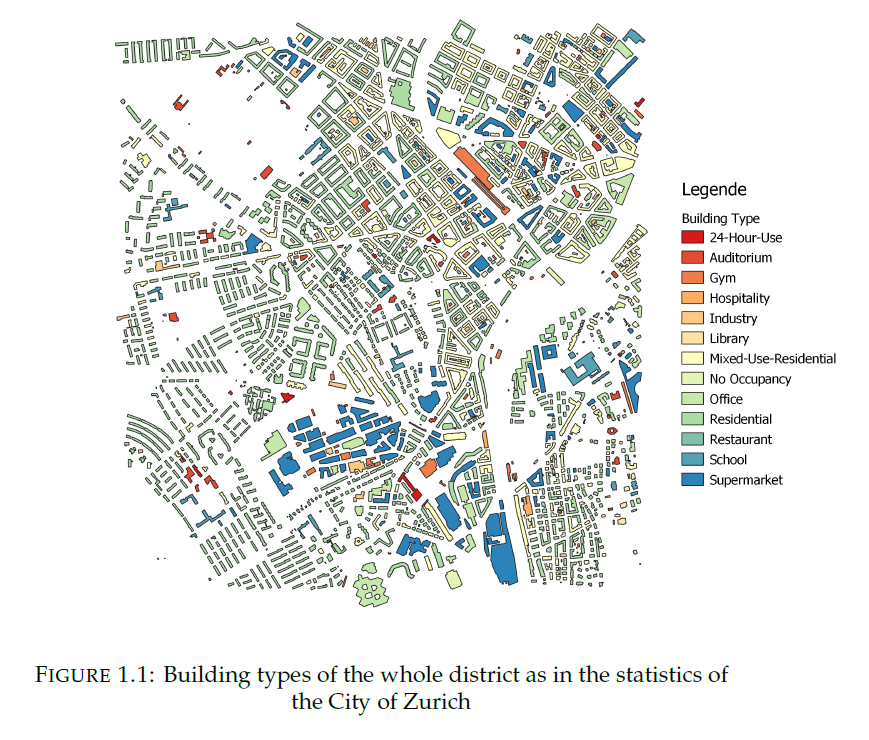 Legende
Building Type
24-Hour-Use
Auditorium
Gym
Hospitality
Industry
Library
Mixed-Use-Residential
No Occupancy
Office
Residential
Restaurant
School
Supermarket
FIGURE 1.1: Building types of the whole district as in the statistics of
the City of Zurich